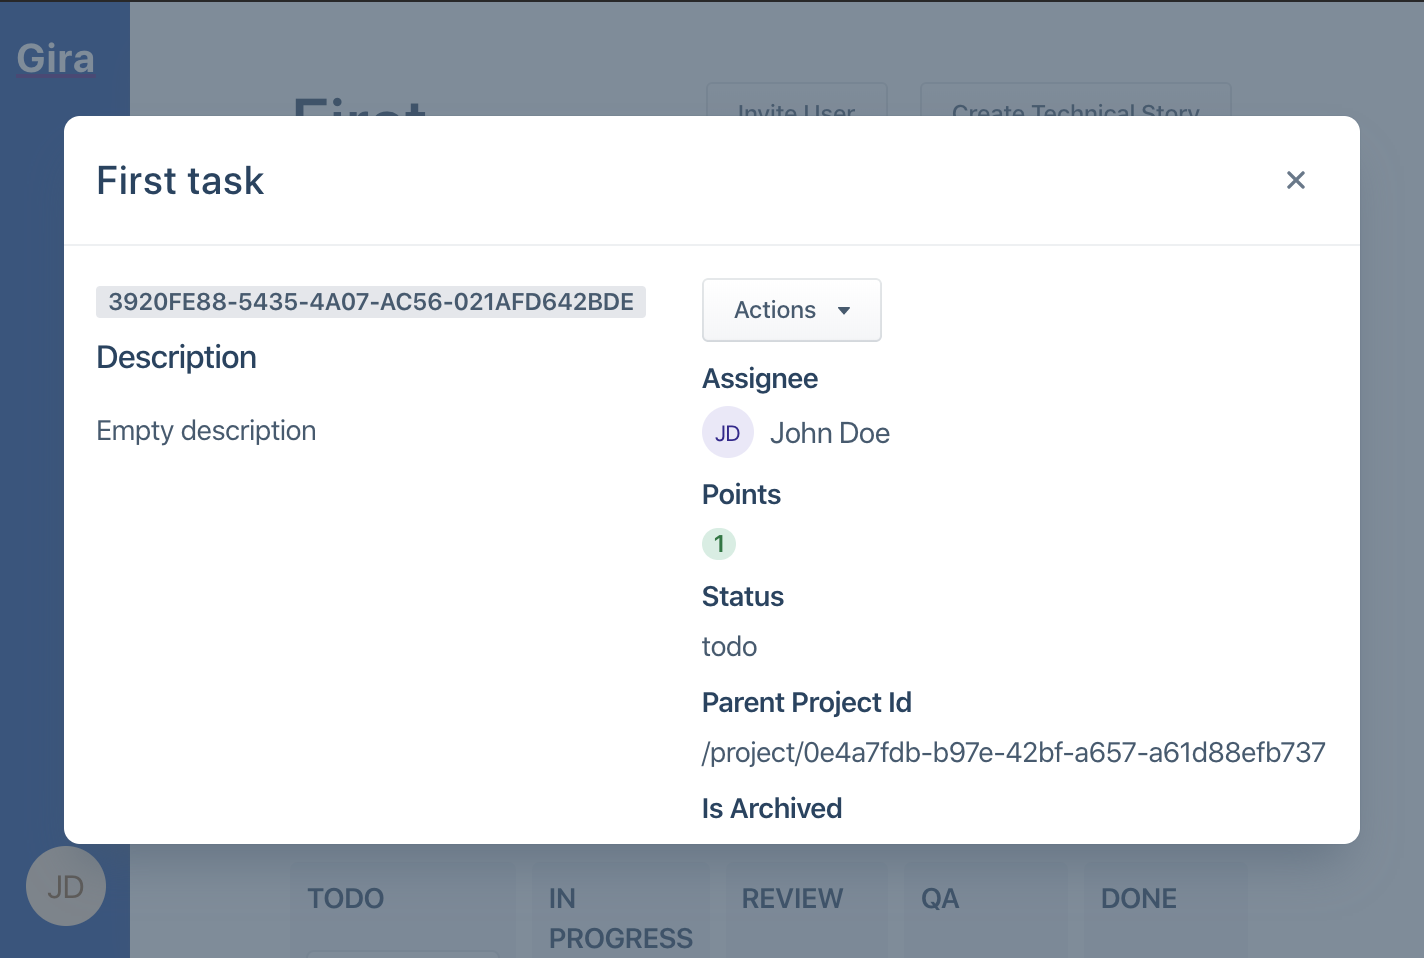 Gira
First
Invite User
Create Technical Story
First task
3920FE88-5435-4A07-AC56-021AFD642BDE
Description
Empty description
Actions
Assignee
JD
John Doe
Points
1
Status
todo
Parent Project Id
/project/0e4a7fdb-b97e-42bf-a657-a61d88efb737
Is Archived
JD
TODO
IN
PROGRESS
REVIEW
QA
DONE